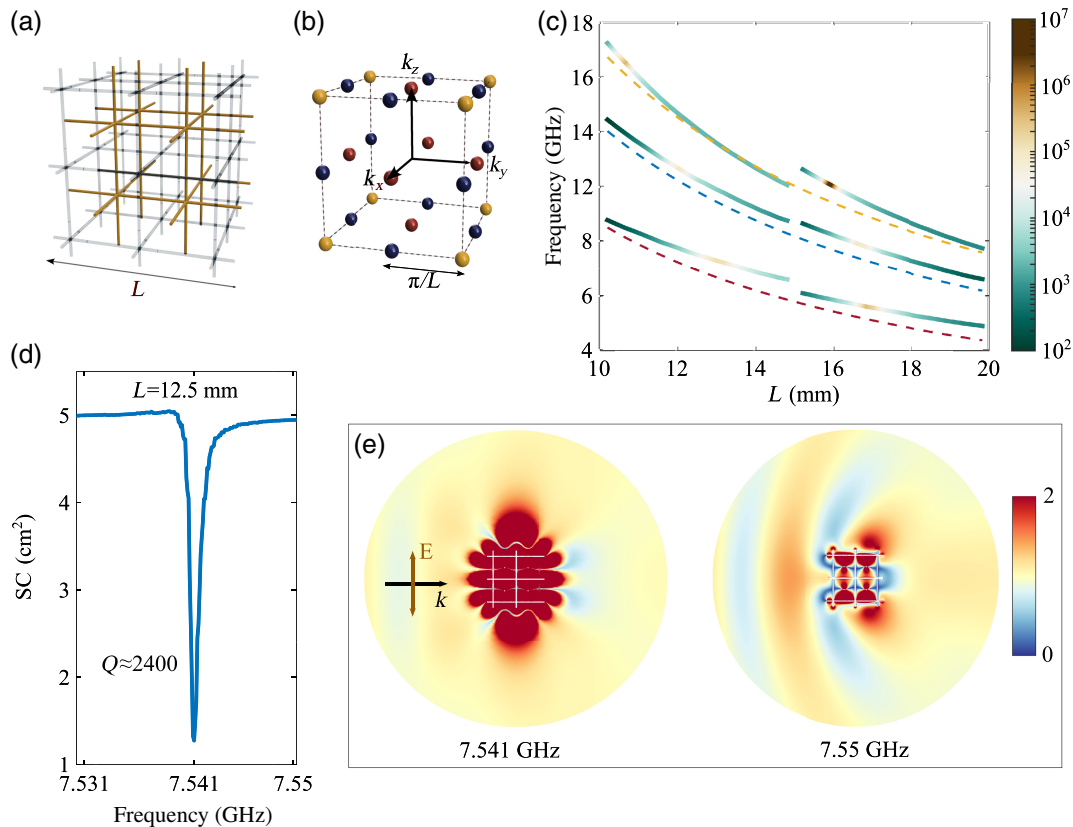 (a)
L
(b)
k_z
k_y
k_x
π/L
(c)
18
16
14
12
10
8
6
4
Frequency (GHz)
10
12
14
16
18
20
L (mm)
10^7
10^6
10^5
10^4
10^3
10^2
(d)
L=12.5 mm
5
4
3
2
1
SC (cm^2)
Q≈2400
7.531
7.541
7.55
Frequency (GHz)
(e)
E
k
7.541 GHz
7.55 GHz
2
0